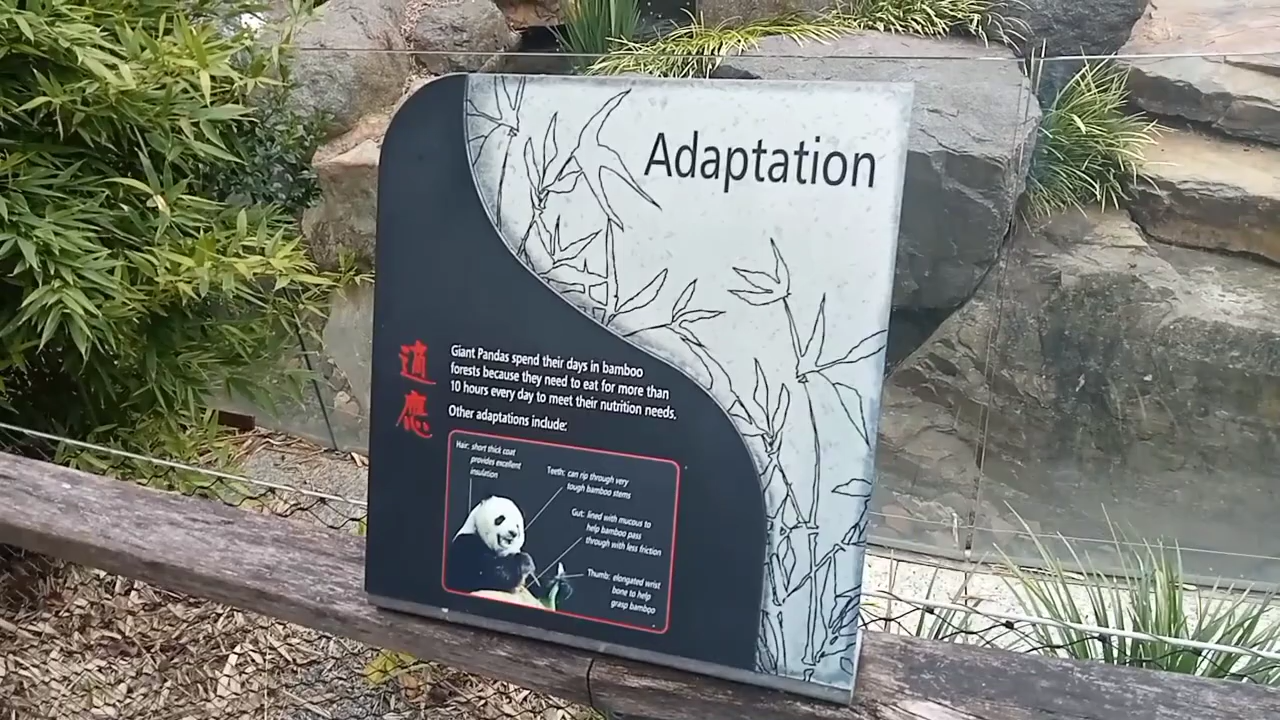 Adaptation
適
應
Giant Pandas spend their days in bamboo
forests because they need to eat for more than
10 hours every day to meet their nutrition needs.
Other adaptations include:
Hair: short thick coat
provides excellent
insulation
Teeth: can rip through very
tough bamboo stems
Gut: lined with mucous to
help bamboo pass
through with less friction
Thumb: elongated wrist
bone to help
grasp bamboo